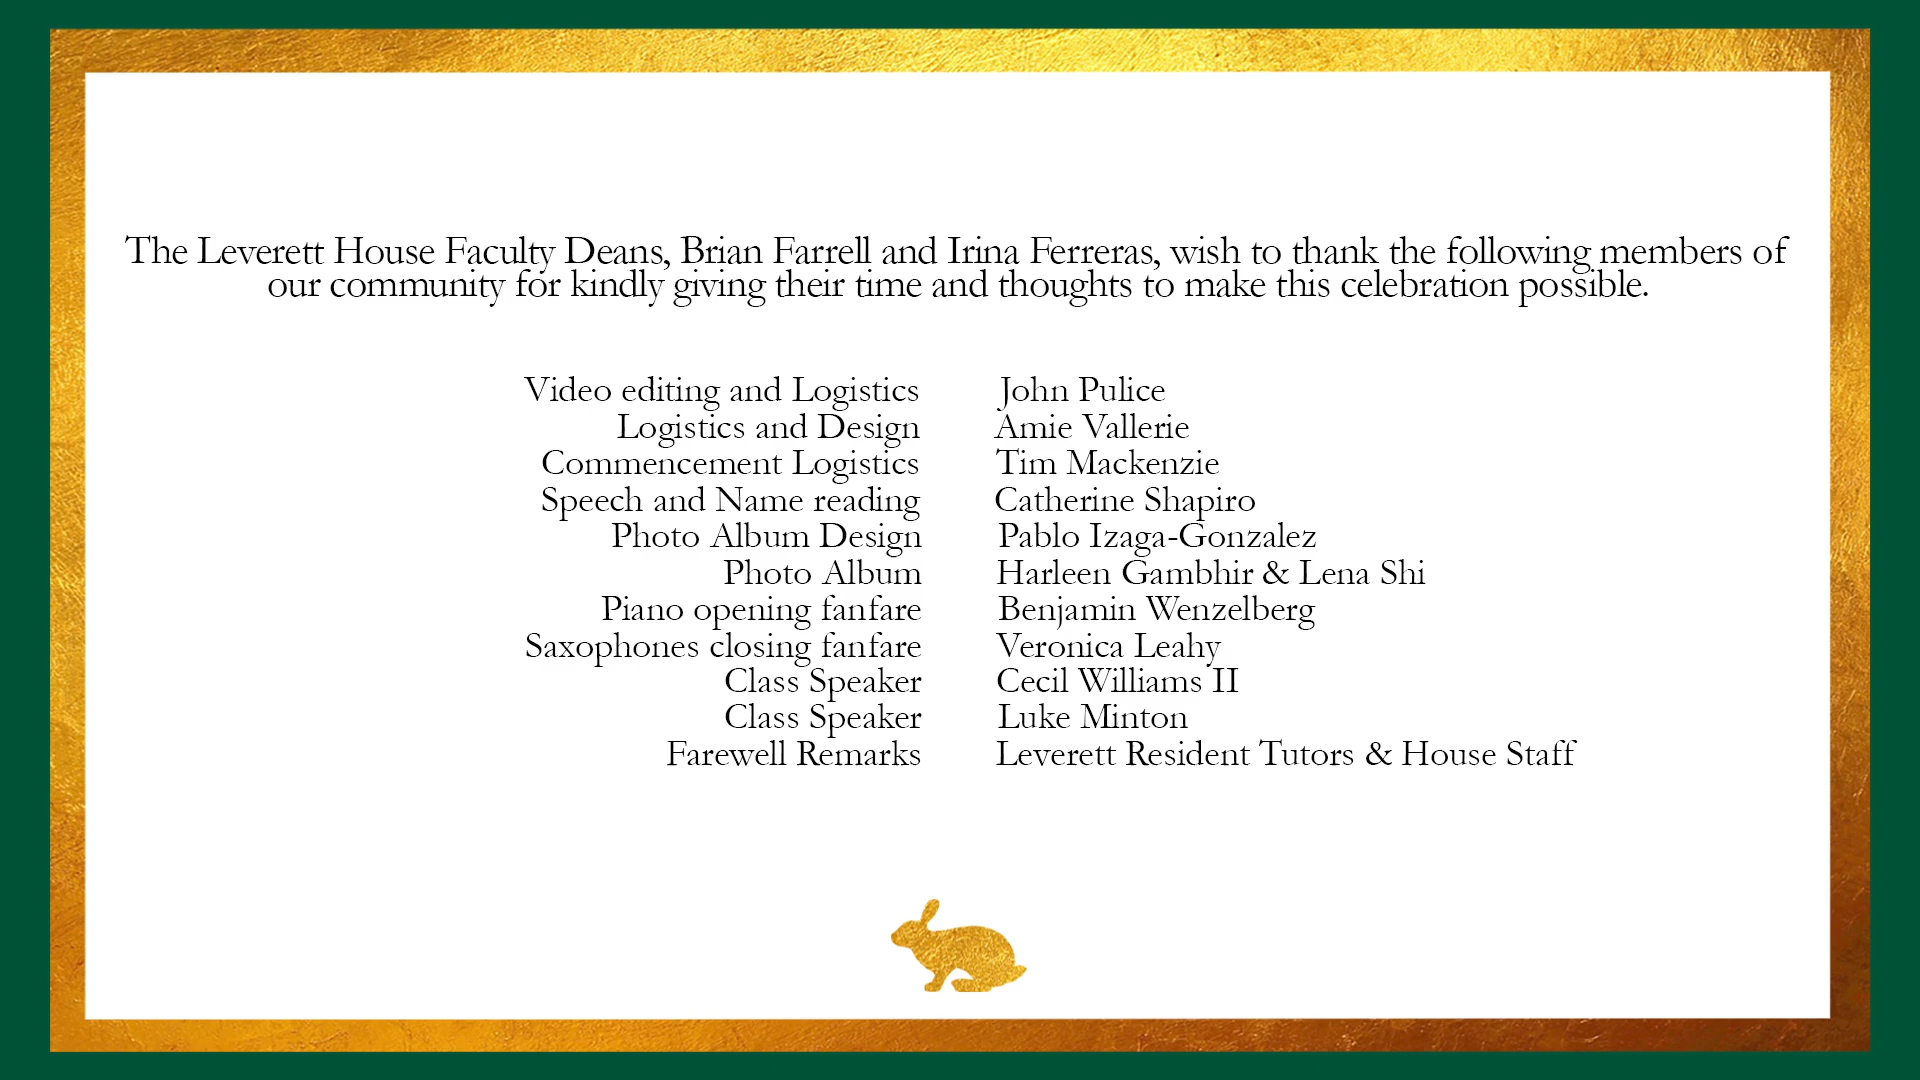 The Leverett House Faculty Deans, Brian Farrell and Irina Ferreras, wish to thank the following members of
our community for kindly giving their time and thoughts to make this celebration possible.
Video editing and Logistics John Pulice
Logistics and Design Amie Vallerie
Commencement Logistics Tim Mackenzie
Speech and Name reading Catherine Shapiro
Photo Album Design Pablo Izaga-Gonzalez
Photo Album Harleen Gambhir & Lena Shi
Piano opening fanfare Benjamin Wenzelberg
Saxophones closing fanfare Veronica Leahy
Class Speaker Cecil Williams II
Class Speaker Luke Minton
Farewell Remarks Leverett Resident Tutors & House Staff